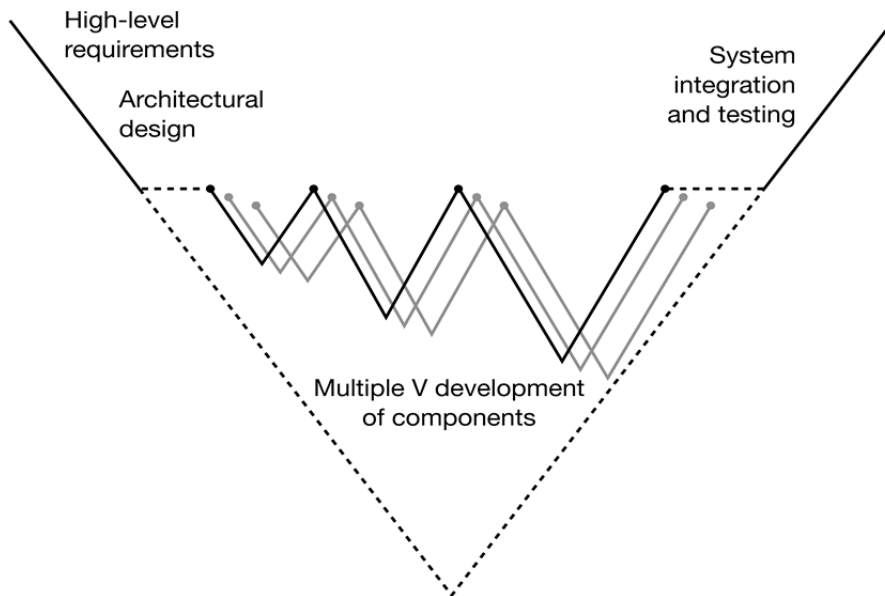 High-level
requirements
Architectural
design
System
integration
and testing
Multiple V development
of components